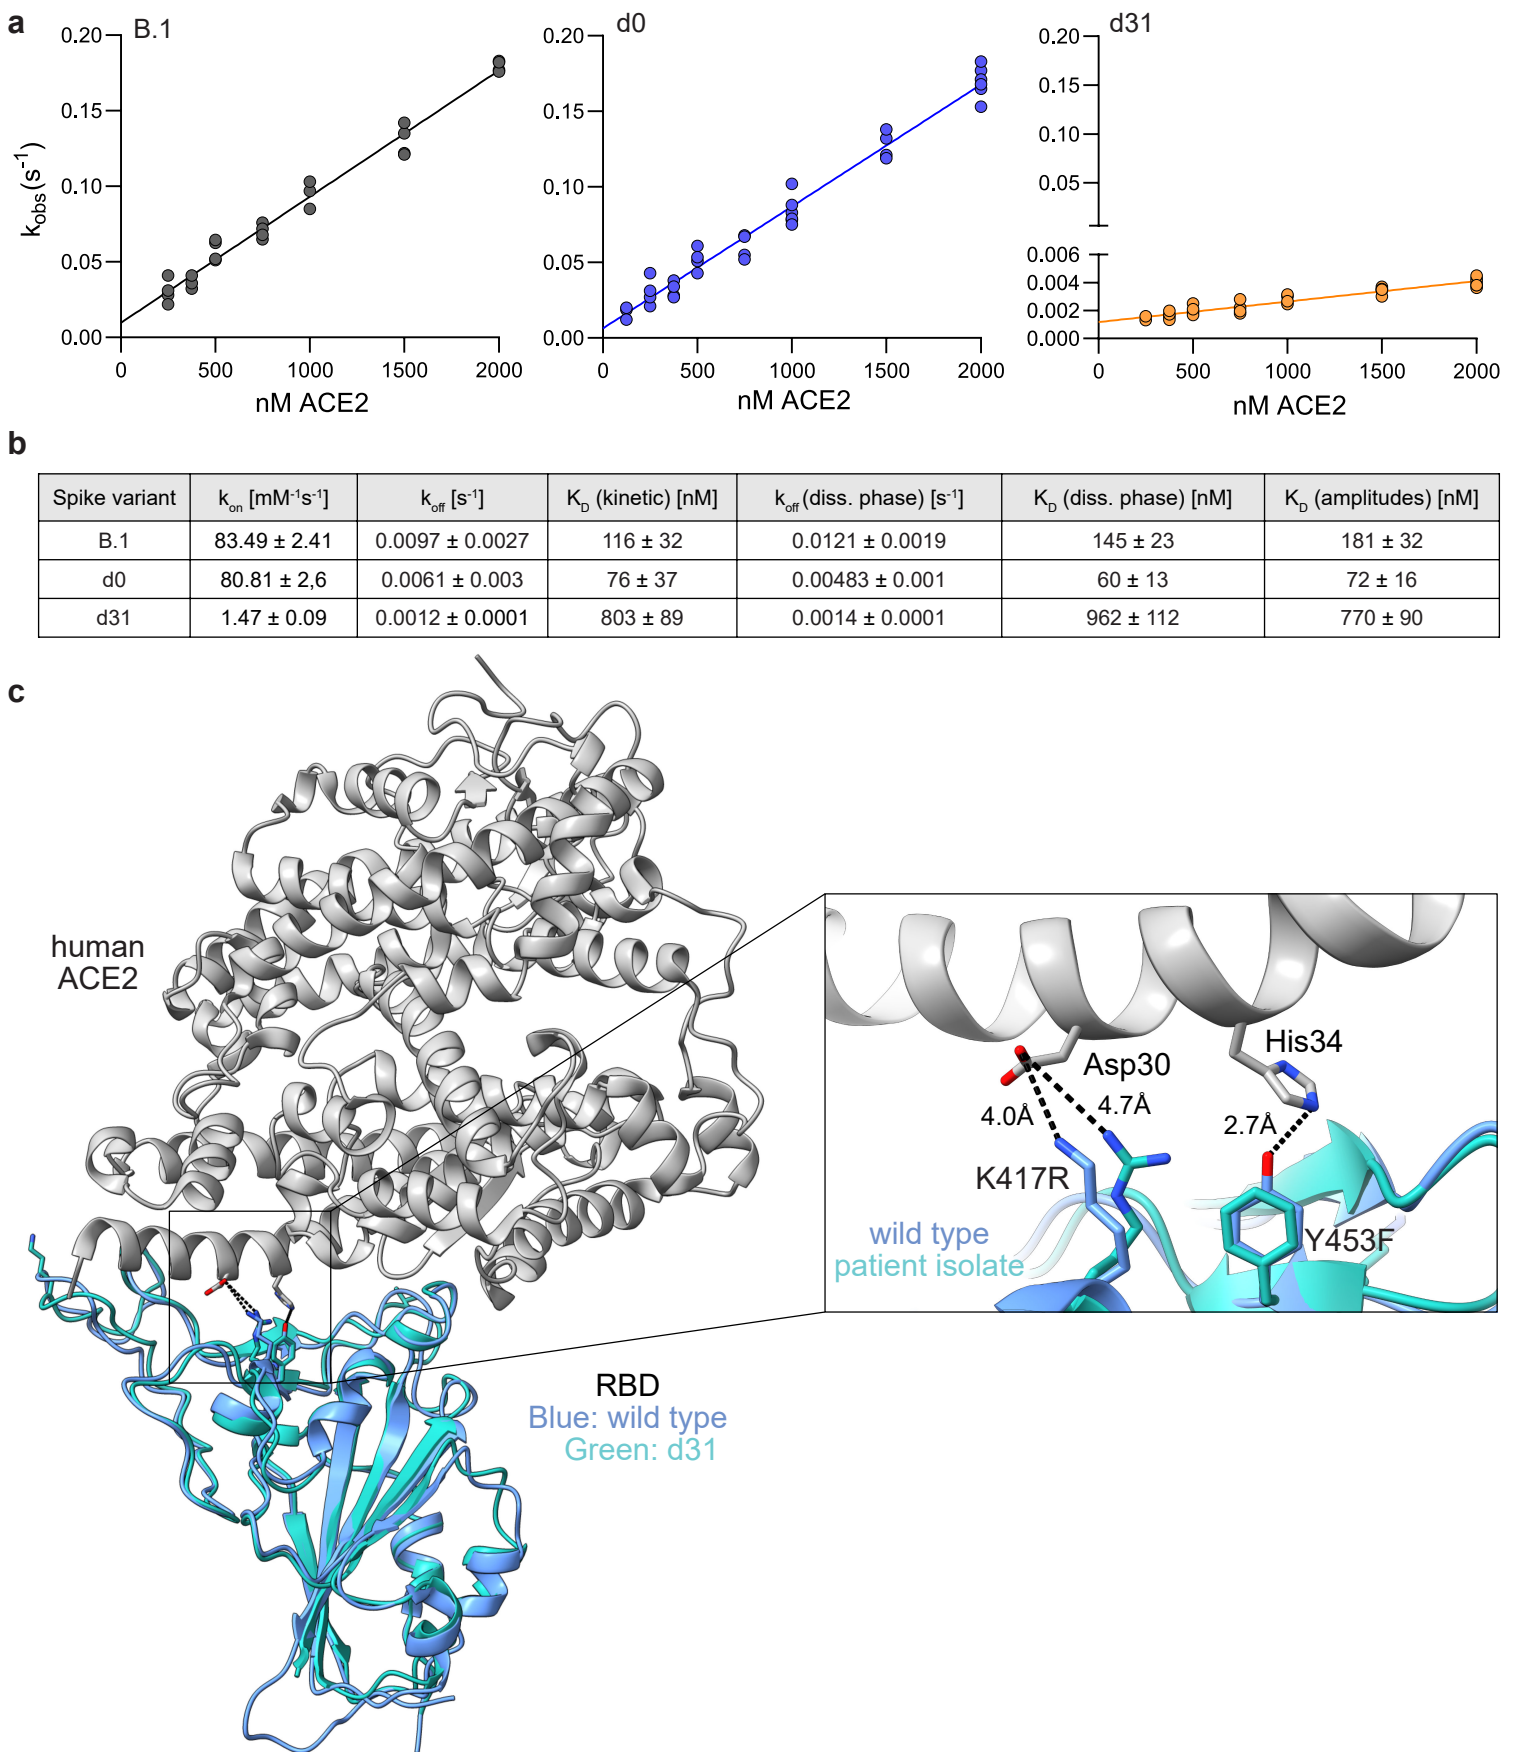 a
B.1
d0
d31
k_obs(s⁻¹)
0.20
0.15
0.10
0.05
0.00
0 500 1000 1500 2000
nM ACE2
0.20
0.15
0.10
0.05
0.00
0 500 1000 1500 2000
nM ACE2
0.20
0.15
0.10
0.05
0.006
0.004
0.002
0.000
0 500 1000 1500 2000
nM ACE2
b
Spike variant k_on [mM⁻¹s⁻¹] k_off [s⁻¹] K_D (kinetic) [nM] k_off (diss. phase) [s⁻¹] K_D (diss. phase) [nM] K_D (amplitudes) [nM]
B.1 83.49 ± 2.41 0.0097 ± 0.0027 116 ± 32 0.0121 ± 0.0019 145 ± 23 181 ± 32
d0 80.81 ± 2,6 0.0061 ± 0.003 76 ± 37 0.00483 ± 0.001 60 ± 13 72 ± 16
d31 1.47 ± 0.09 0.0012 ± 0.0001 803 ± 89 0.0014 ± 0.0001 962 ± 112 770 ± 90
c
human
ACE2
His34
Asp30
4.0Å
4.7Å
2.7Å
K417R
Y453F
wild type
patient isolate
RBD
Blue: wild type
Green: d31